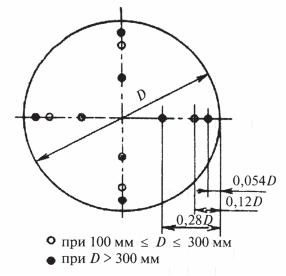 D
0,054D
0,12D
0,28D
при 100 мм ≤ D ≤ 300 мм
при D > 300 мм